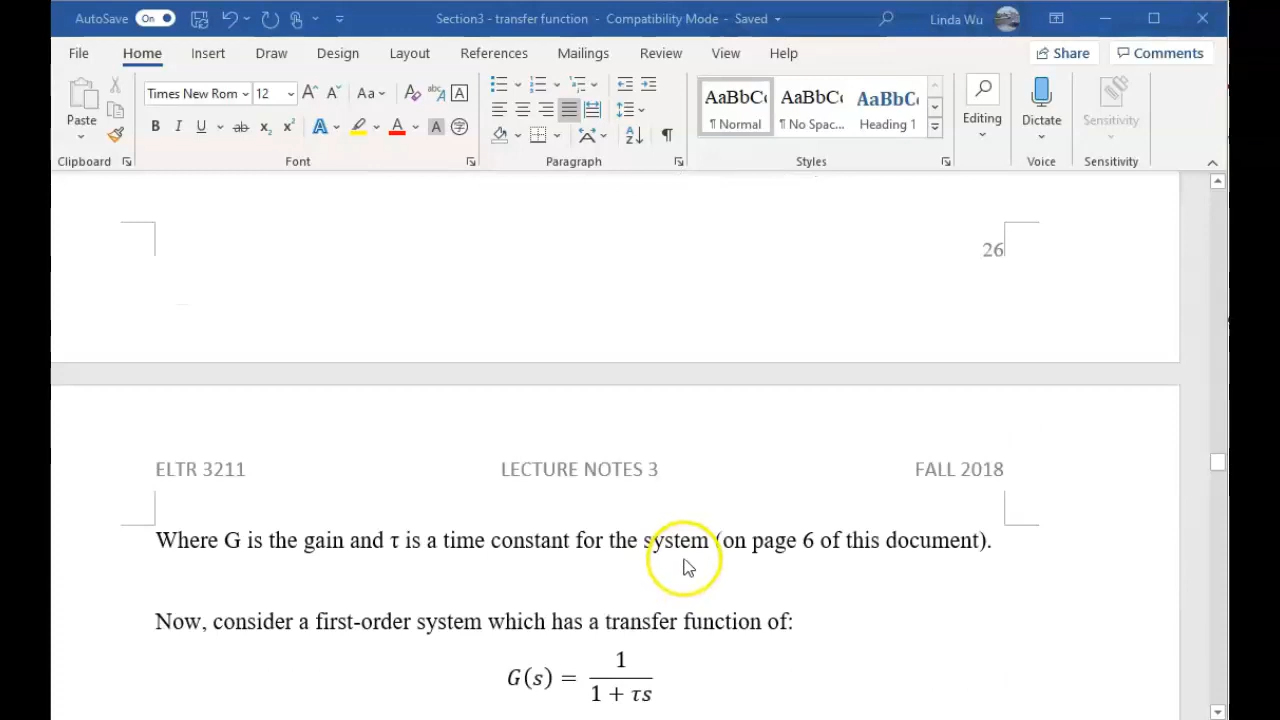 AutoSave On Section3 - transfer function - Compatibility Mode - Saved Linda Wu
File Home Insert Draw Design Layout References Mailings Review View Help Share Comments
Paste Times New Rom 12 Aa A AaBbCc AaBbCc AaBbCc Editing Dictate Sensitivity
B I U ab x₂ x² A A A ¶ ¶ Normal ¶ No Spac... Heading 1
Clipboard Font Paragraph Styles Voice Sensitivity
26
ELTR 3211 LECTURE NOTES 3 FALL 2018
Where G is the gain and τ is a time constant for the system (on page 6 of this document).
Now, consider a first-order system which has a transfer function of:
G(s) = 1 / (1 + τs)